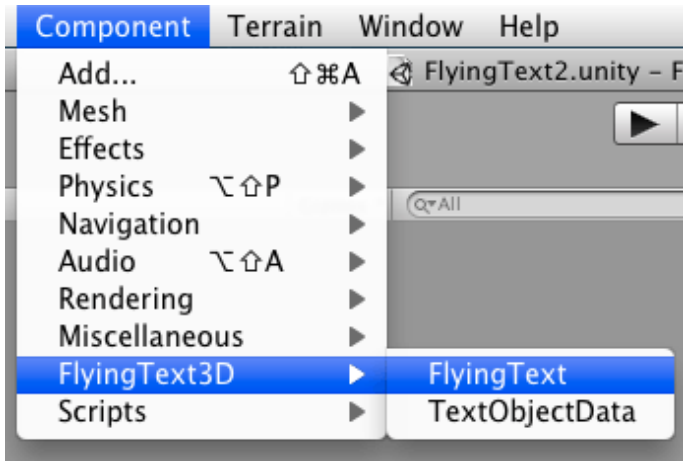 Component Terrain Window Help
Add... ⇧⌘A
FlyingText2.unity – F
Mesh
Effects
Physics ⌥⇧P
All
Navigation
Audio ⌥⇧A
Rendering
Miscellaneous
FlyingText3D
FlyingText
Scripts
TextObjectData